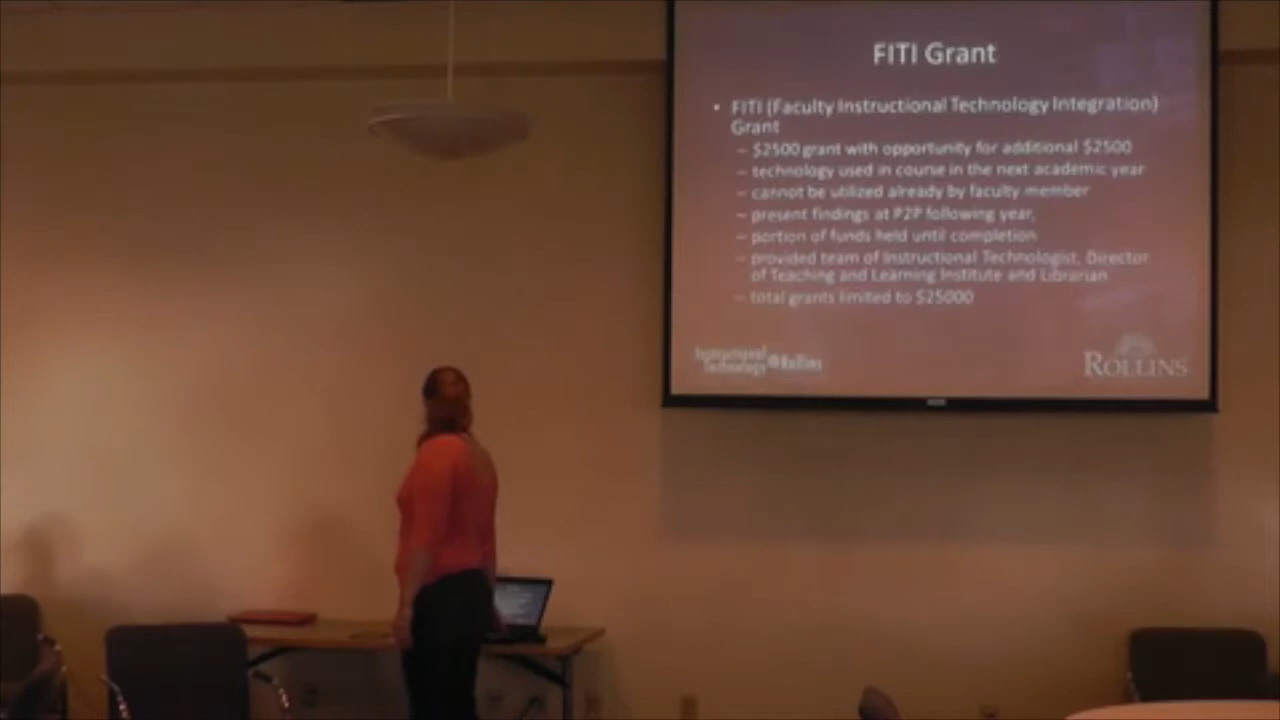 FITI Grant
• FITI (Faculty Instructional Technology Integration)
Grant
– $2500 grant with opportunity for additional $2500
– technology used in course in the next academic year
– cannot be utilized already by faculty member
– present findings at P2P following year,
– portion of funds held until completion
– provided team of Instructional Technologist, Director
of Teaching and Learning Institute and Librarian
– total grants limited to $25000
Instructional
Technology @Rollins
ROLLINS